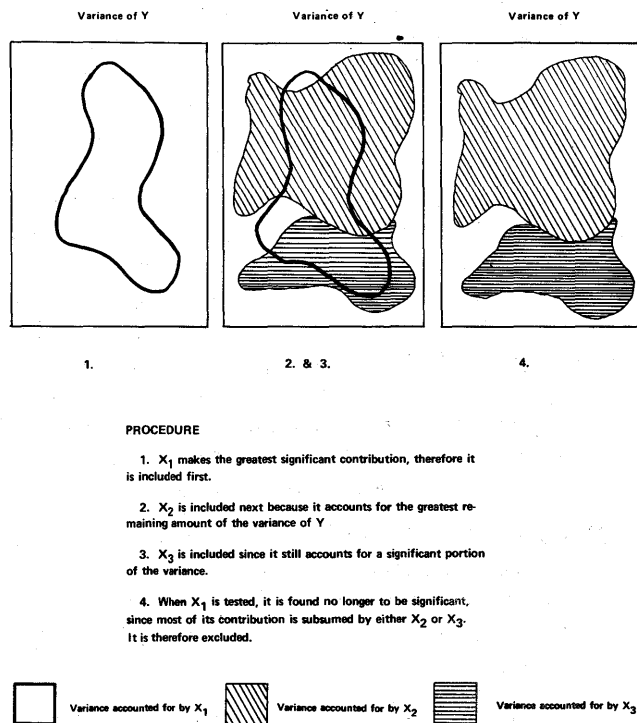 Variance of Y
Variance of Y
Variance of Y
1.
2. & 3.
4.
PROCEDURE
1. X1 makes the greatest significant contribution, therefore it
is included first.
2. X2 is included next because it accounts for the greatest re-
maining amount of the variance of Y
3. X3 is included since it still accounts for a significant portion
of the variance.
4. When X1 is tested, it is found no longer to be significant,
since most of its contribution is subsumed by either X2 or X3.
It is therefore excluded.
Variance accounted for by X1
Variance accounted for by X2
Variance accounted for by X3